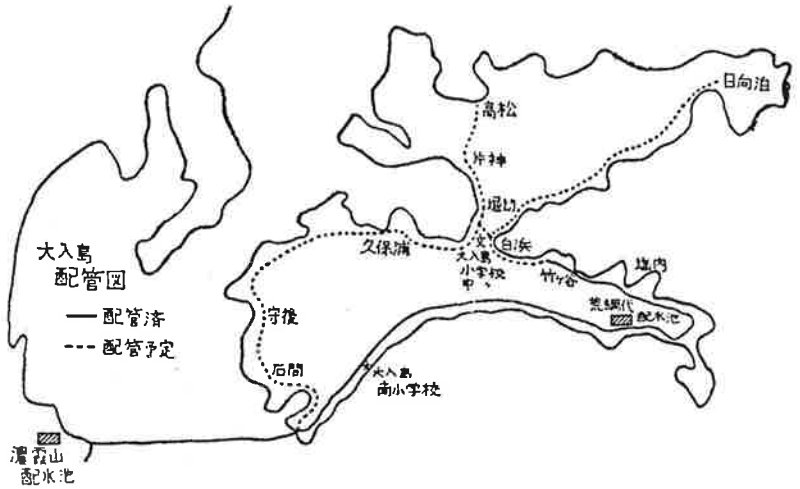 大入島
配管図
配管済
配管予定
濃霞山
配水池
高松
片神
堀切
日向泊
久保浦
文
大入島
小学校
中〃
白浜
竹ヶ谷
塩内
荒網代
配水池
守後
石間
大入島
南小学校